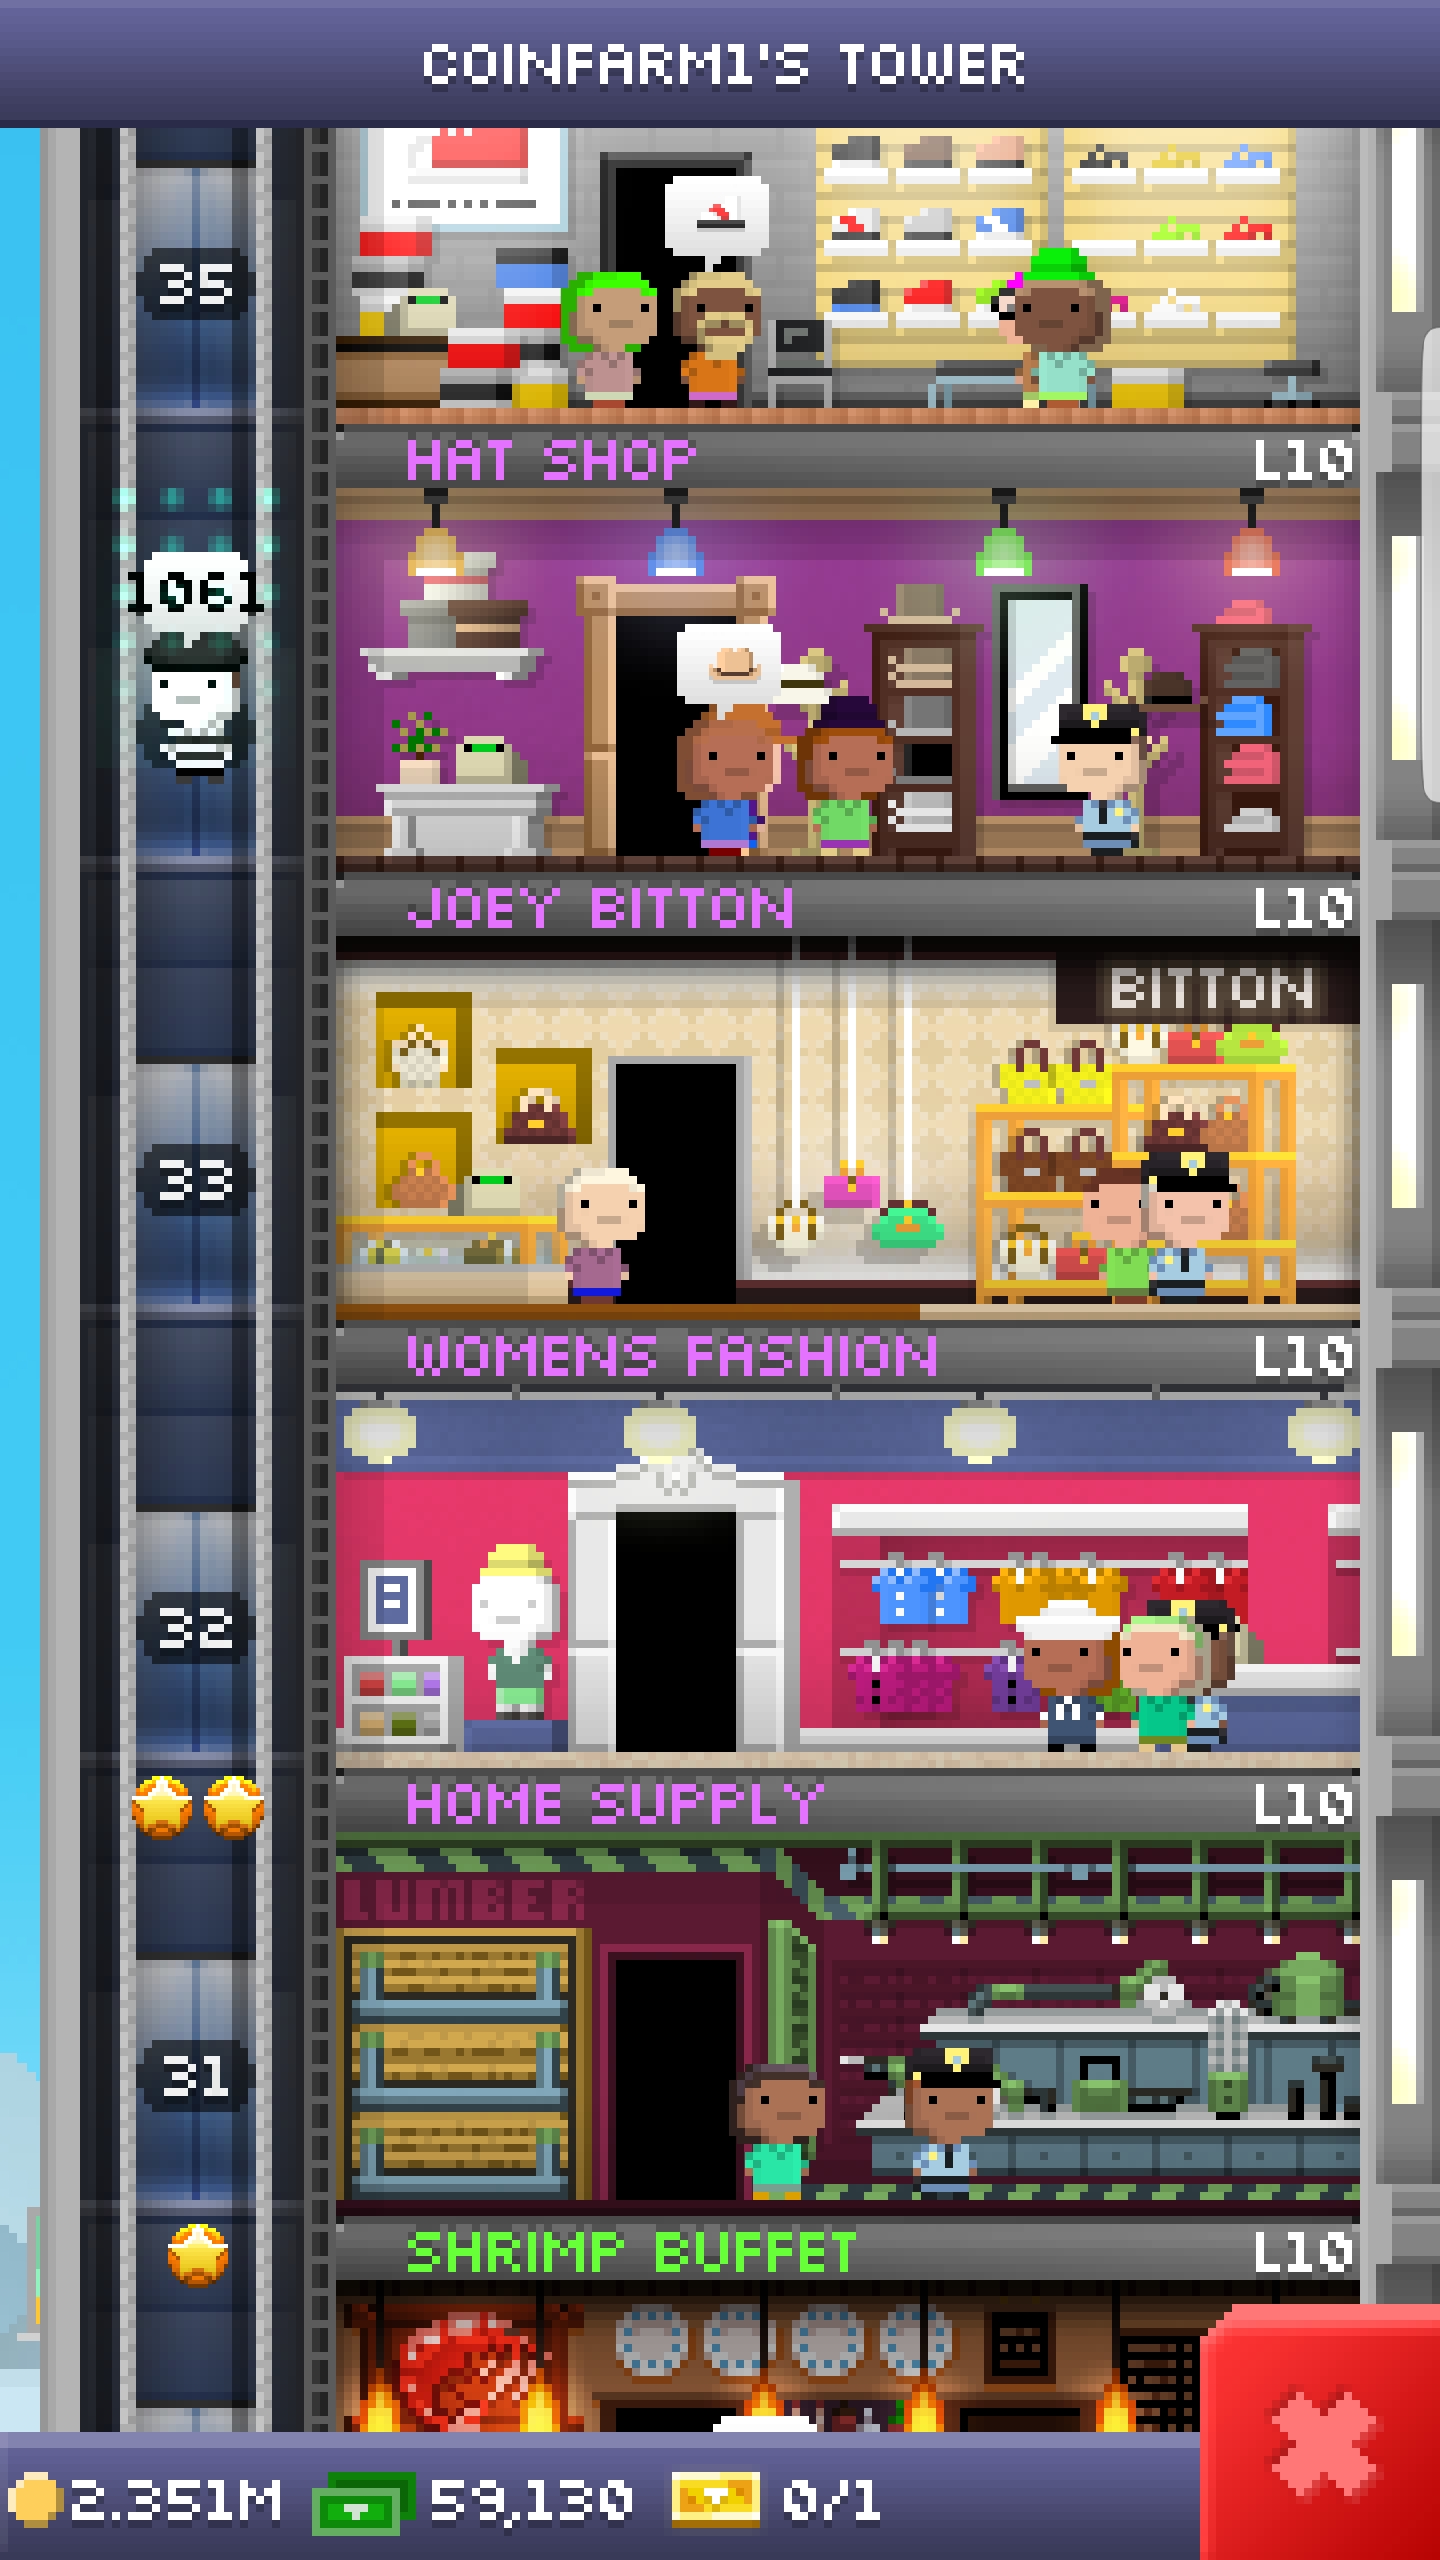 COINFARM1'S TOWER
35
HAT SHOP L10
1061
JOEY BITTON L10
BITTON
33
WOMENS FASHION L10
32
HOME SUPPLY L10
LUMBER
31
SHRIMP BUFFET L10
2.351M 59,130 0/1